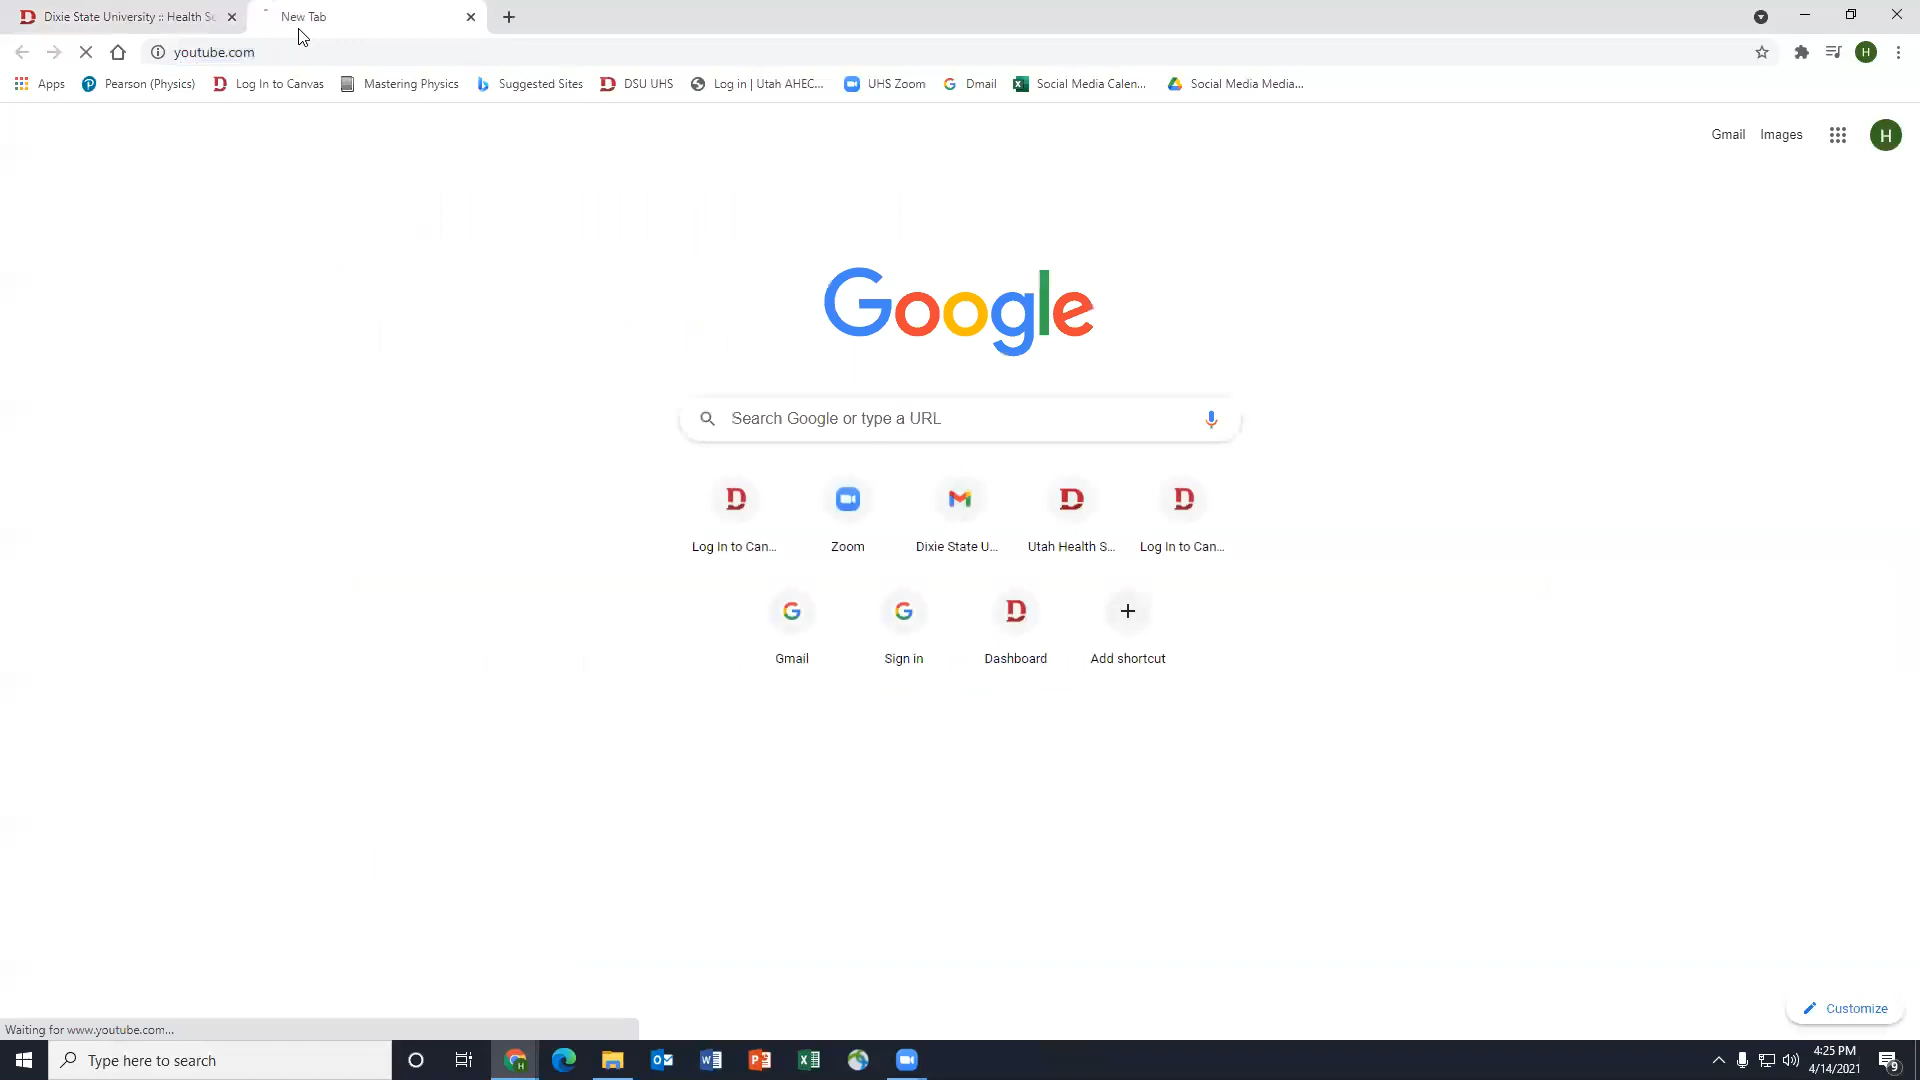 Dixie State University :: Health Sc
New Tab
youtube.com
H
Apps
Pearson (Physics)
Log In to Canvas
Mastering Physics
Suggested Sites
DSU UHS
Log in | Utah AHEC...
UHS Zoom
Dmail
Social Media Calen...
Social Media Media...
Gmail
Images
H
Google
Search Google or type a URL
Log In to Can...
Zoom
Dixie State U...
Utah Health S...
Log In to Can...
Gmail
Sign in
Dashboard
Add shortcut
Customize
Waiting for www.youtube.com...
Type here to search
4:25 PM
4/14/2021
9